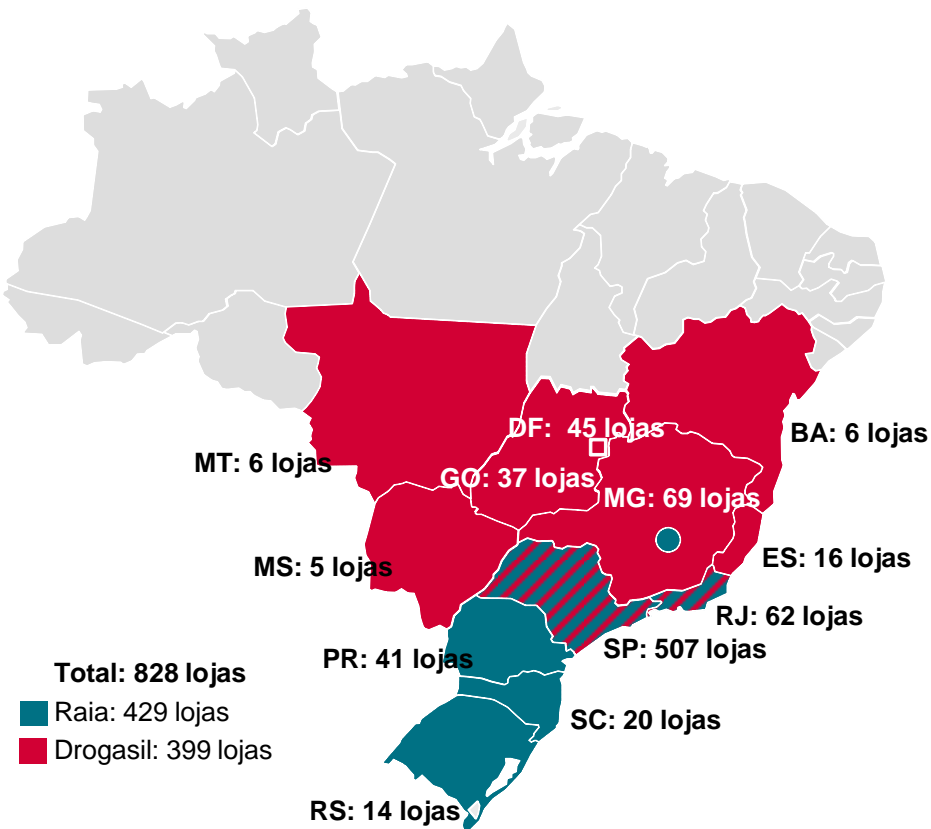 DF: 45 lojas
BA: 6 lojas
MT: 6 lojas
GO: 37 lojas
MG: 69 lojas
ES: 16 lojas
MS: 5 lojas
RJ: 62 lojas
SP: 507 lojas
PR: 41 lojas
Total: 828 lojas
Raia: 429 lojas
Drogasil: 399 lojas
SC: 20 lojas
RS: 14 lojas